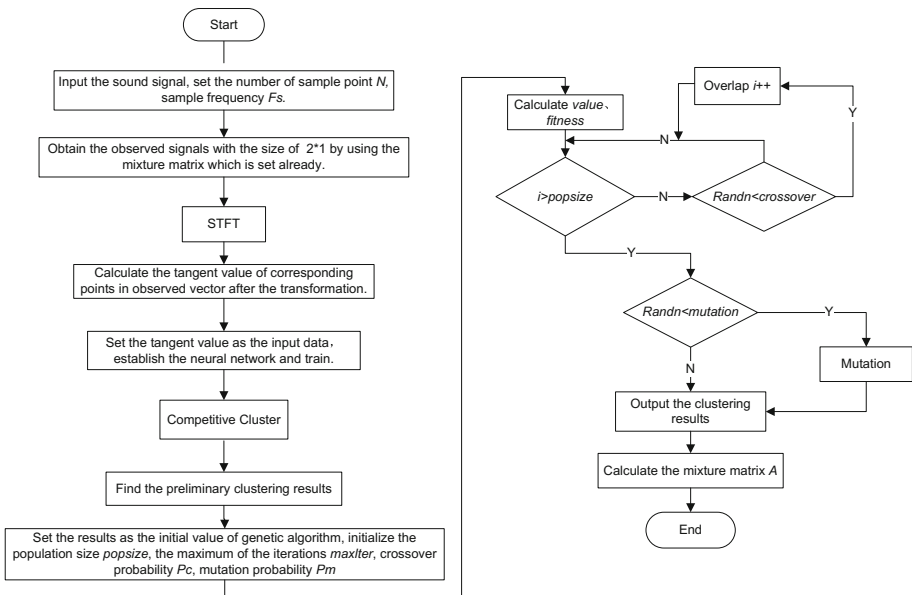 Start
Input the sound signal, set the number of sample point N,
sample frequency Fs.
Obtain the observed signals with the size of 2*1 by using the
mixture matrix which is set already.
STFT
Calculate the tangent value of corresponding
points in observed vector after the transformation.
Set the tangent value as the input data，
establish the neural network and train.
Competitive Cluster
Find the preliminary clustering results
Set the results as the initial value of genetic algorithm, initialize the
population size popsize, the maximum of the iterations maxIter, crossover
probability Pc, mutation probability Pm
Calculate value、
fitness
Overlap i++
Y
N
i>popsize
N
Randn<crossover
Y
Randn<mutation
Y
N
Mutation
Output the clustering
results
Calculate the mixture matrix A
End